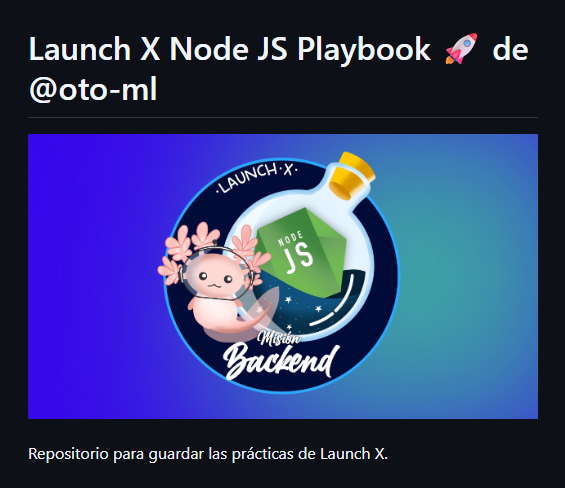 Launch X Node JS Playbook 🚀 de
@oto-ml
·LAUNCH·X·
NODE
JS
Misión
Backend
Repositorio para guardar las prácticas de Launch X.